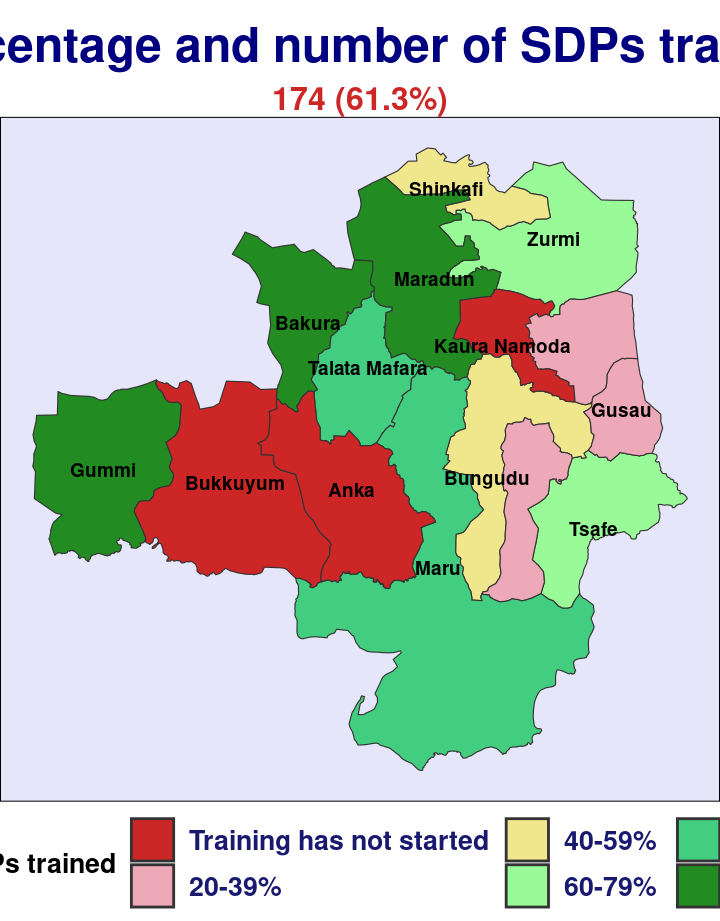 centage and number of SDPs tra
174 (61.3%)
Shinkafi
Zurmi
Maradun
Bakura
Kaura Namoda
Talata Mafara
Gusau
Gummi
Bukkuyum
Anka
Bungudu
Tsafe
Maru
Ps trained
Training has not started
40-59%
20-39%
60-79%